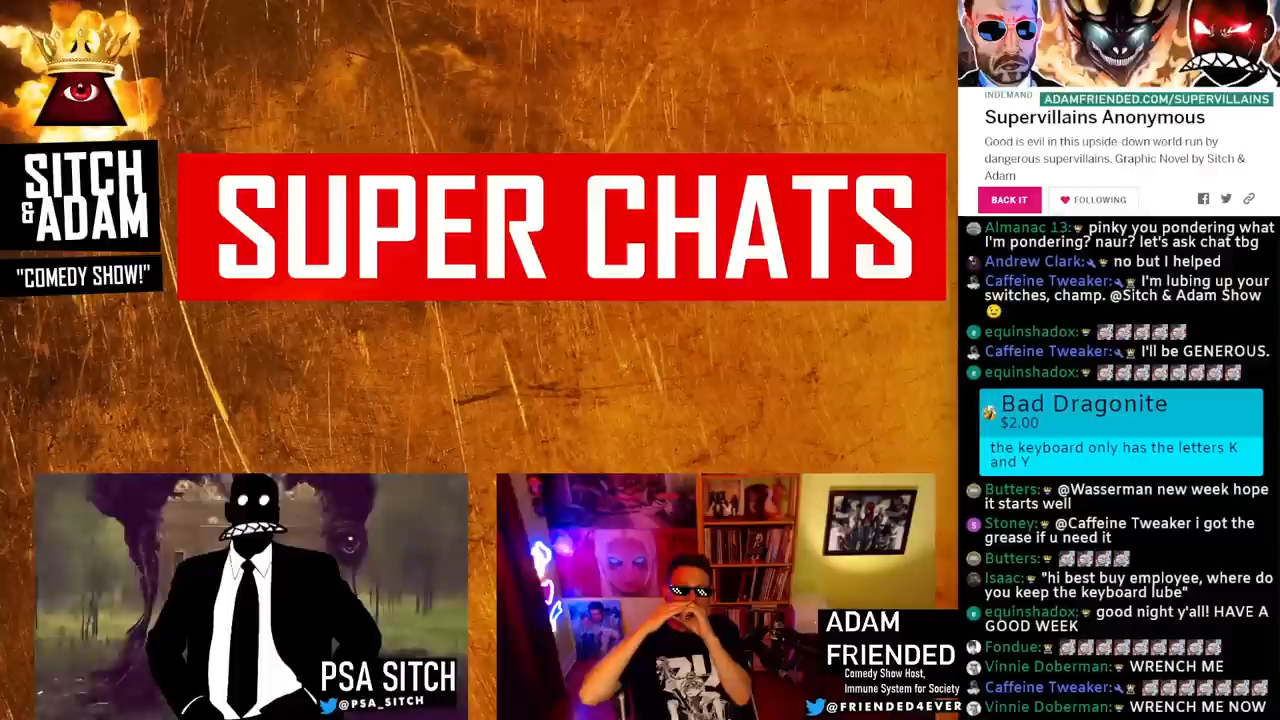 SITCH
& ADAM
"COMEDY SHOW!"
SUPER CHATS
PSA SITCH
@PSA_SITCH
ADAM
FRIENDED
Comedy Show Host,
Immune System for Society
@FRIENDED4EVER
INDEMAND
ADAMFRIENDED.COM/SUPERVILLAINS
Supervillains Anonymous
Good is evil in this upside down world run by
dangerous supervillains. Graphic Novel by Sitch &
Adam
BACK IT
FOLLOWING
Almanac 13: pinky you pondering what
I'm pondering? naur? let's ask chat tbg
Andrew Clark: no but I helped
Caffeine Tweaker: I'm lubing up your
switches, champ. @Sitch & Adam Show
😉
equinshadox:
Caffeine Tweaker: I'll be GENEROUS.
equinshadox:
Bad Dragonite
$2.00
the keyboard only has the letters K
and Y
Butters: @Wasserman new week hope
it starts well
Stoney: @Caffeine Tweaker i got the
grease if u need it
Butters:
Isaac: "hi best buy employee, where do
you keep the keyboard lube"
equinshadox: good night y'all! HAVE A
GOOD WEEK
Fondue:
Vinnie Doberman: WRENCH ME
Caffeine Tweaker:
Vinnie Doberman: WRENCH ME NOW